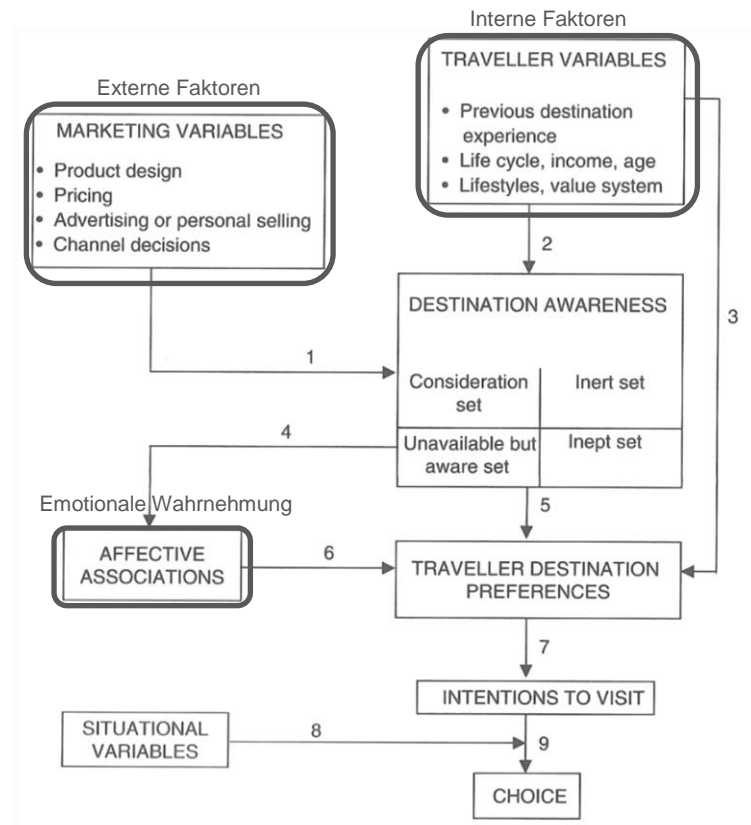 Interne Faktoren
TRAVELLER VARIABLES
• Previous destination
experience
• Life cycle, income, age
• Lifestyles, value system
Externe Faktoren
MARKETING VARIABLES
• Product design
• Pricing
• Advertising or personal selling
• Channel decisions
2
3
1
DESTINATION AWARENESS
Consideration
set
Inert set
Unavailable but
aware set
Inept set
4
5
Emotionale Wahrnehmung
AFFECTIVE
ASSOCIATIONS
6
TRAVELLER DESTINATION
PREFERENCES
7
INTENTIONS TO VISIT
SITUATIONAL
VARIABLES
8
9
CHOICE